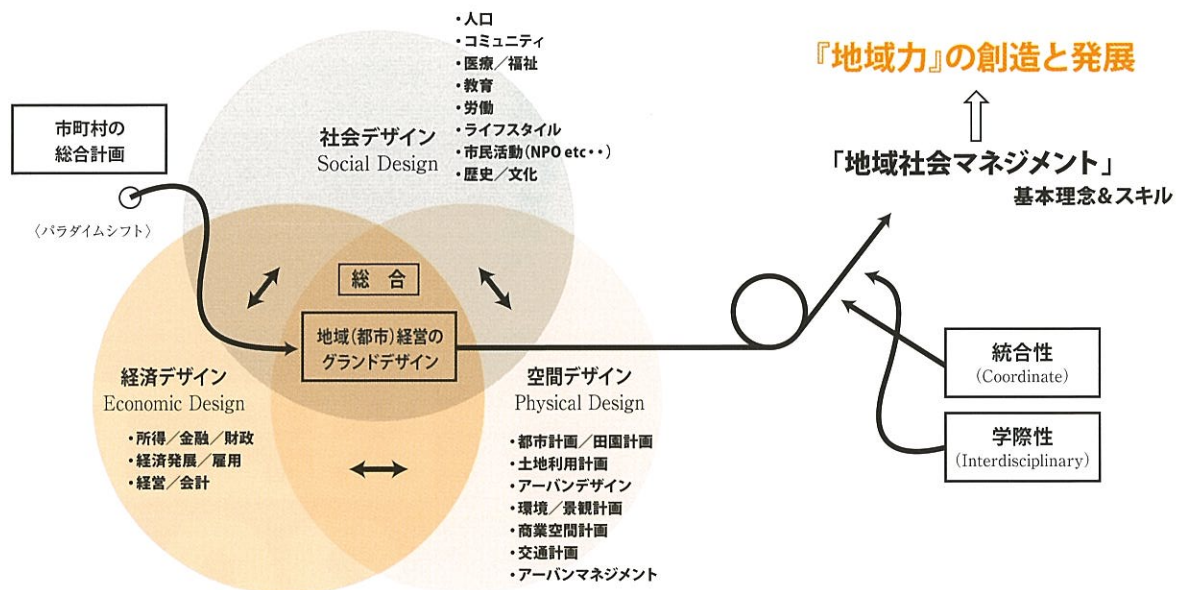 ・人口
・コミュニティ
・医療／福祉
・教育
・労働
・ライフスタイル
・市民活動（NPO etc・・）
・歴史／文化
社会デザイン
Social Design
市町村の
総合計画
〈パラダイムシフト〉
総　合
地域（都市）経営の
グランドデザイン
経済デザイン
Economic Design
・所得／金融／財政
・経済発展／雇用
・経営／会計
空間デザイン
Physical Design
・都市計画／田園計画
・土地利用計画
・アーバンデザイン
・環境／景観計画
・商業空間計画
・交通計画
・アーバンマネジメント
『地域力』の創造と発展
「地域社会マネジメント」
基本理念＆スキル
統合性
(Coordinate)
学際性
(Interdisciplinary)